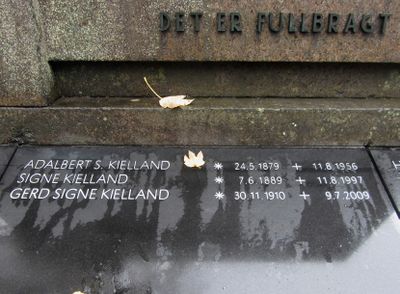 DET ER FULLBRAGT
ADALBERT S. KIELLAND * 24.5.1879 + 11.8.1956
SIGNE KIELLAND * 7.6.1889 + 11.8.1997
GERD SIGNE KIELLAND * 30.11.1910 + 9.7.2009
H